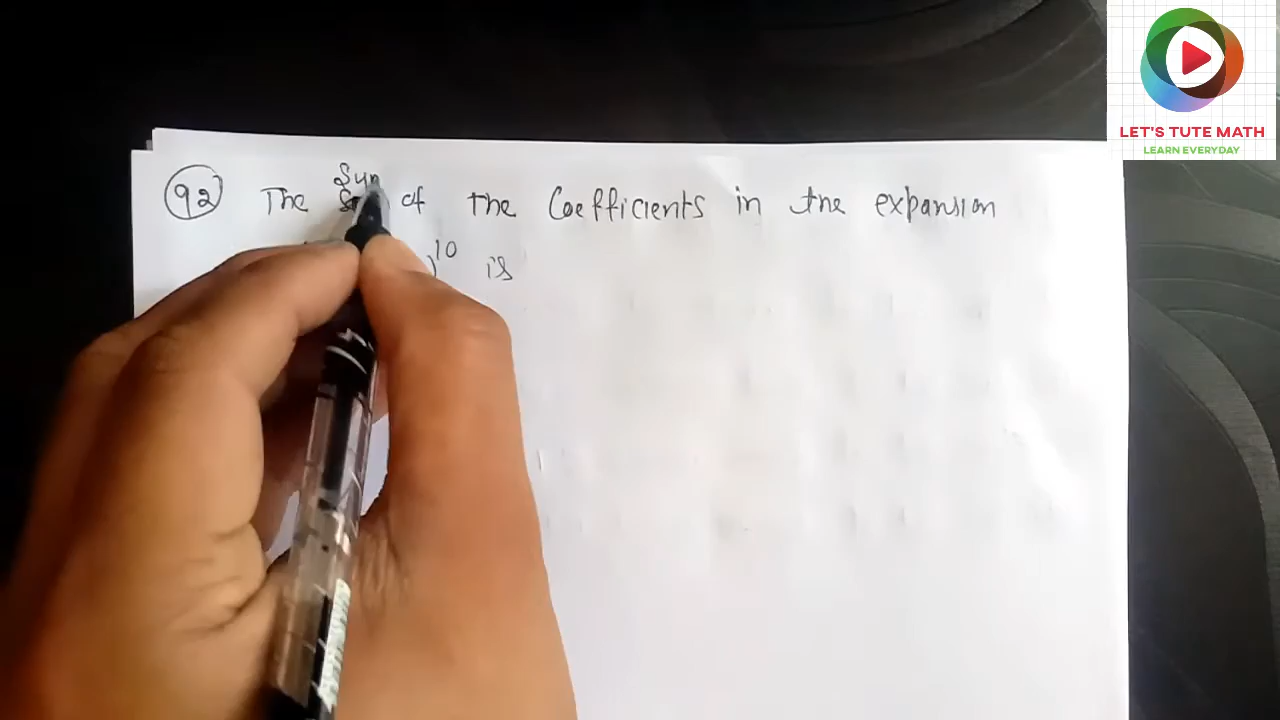 LET'S TUTE MATH
LEARN EVERYDAY
92 The Sum of the Coefficients in the expansion
)^10 is